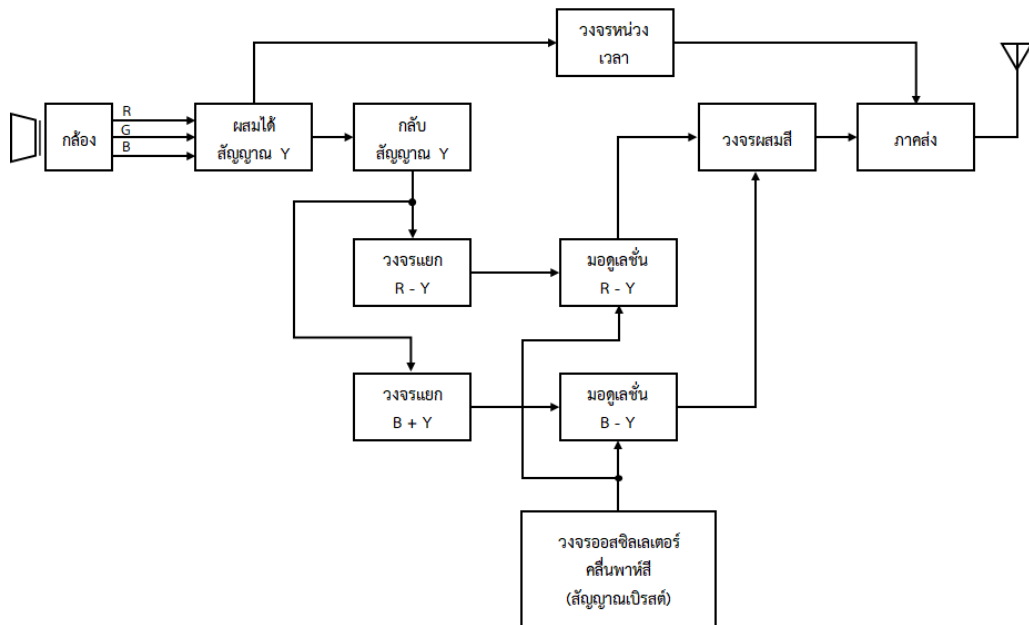 วงจรหน่วง
เวลา
กล้อง
R
G
B
ผสมได้
สัญญาณ Y
กลับ
สัญญาณ Y
วงจรผสมสี
ภาคส่ง
วงจรแยก
R - Y
มอดูเลชั่น
R - Y
วงจรแยก
B + Y
มอดูเลชั่น
B - Y
วงจรออสซิลเลเตอร์
คลื่นพาห์สี
(สัญญาณเบิรสต์)